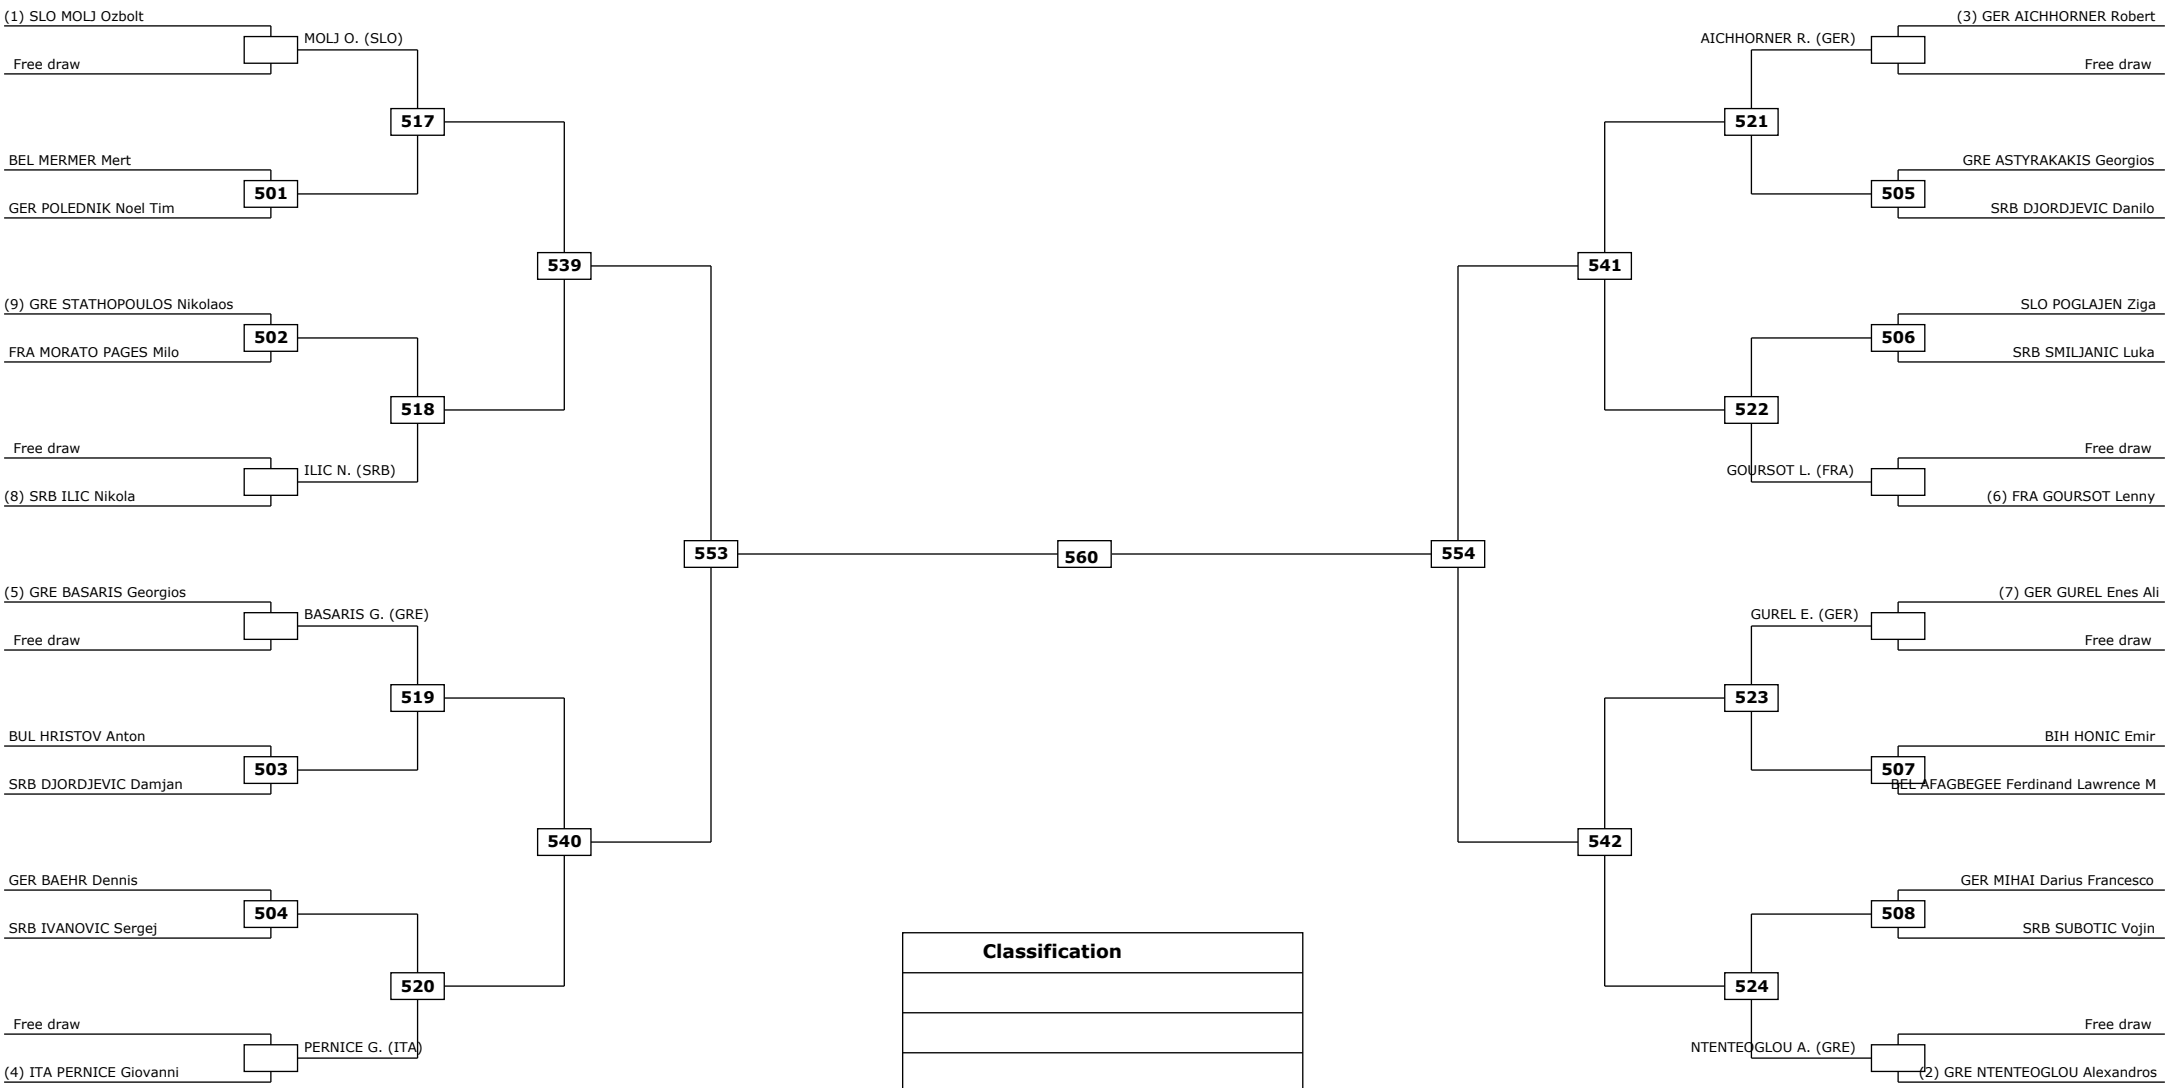 (1) SLO MOLJ Ozbolt
MOLJ O. (SLO)
Free draw
517
BEL MERMER Mert
501
GER POLEDNIK Noel Tim
539
(9) GRE STATHOPOULOS Nikolaos
502
FRA MORATO PAGES Milo
518
Free draw
ILIC N. (SRB)
(8) SRB ILIC Nikola
553
(5) GRE BASARIS Georgios
BASARIS G. (GRE)
Free draw
519
BUL HRISTOV Anton
503
SRB DJORDJEVIC Damjan
540
GER BAEHR Dennis
504
SRB IVANOVIC Sergej
520
Free draw
PERNICE G. (ITA)
(4) ITA PERNICE Giovanni
560
Classification
(3) GER AICHHORNER Robert
AICHHORNER R. (GER)
Free draw
521
GRE ASTYRAKAKIS Georgios
505
SRB DJORDJEVIC Danilo
541
SLO POGLAJEN Ziga
506
SRB SMILJANIC Luka
522
Free draw
GOURSOT L. (FRA)
(6) FRA GOURSOT Lenny
554
(7) GER GUREL Enes Ali
GUREL E. (GER)
Free draw
523
BIH HONIC Emir
507
BEL AFAGBEGEE Ferdinand Lawrence M
542
GER MIHAI Darius Francesco
508
SRB SUBOTIC Vojin
524
Free draw
NTENTEOGLOU A. (GRE)
(2) GRE NTENTEOGLOU Alexandros